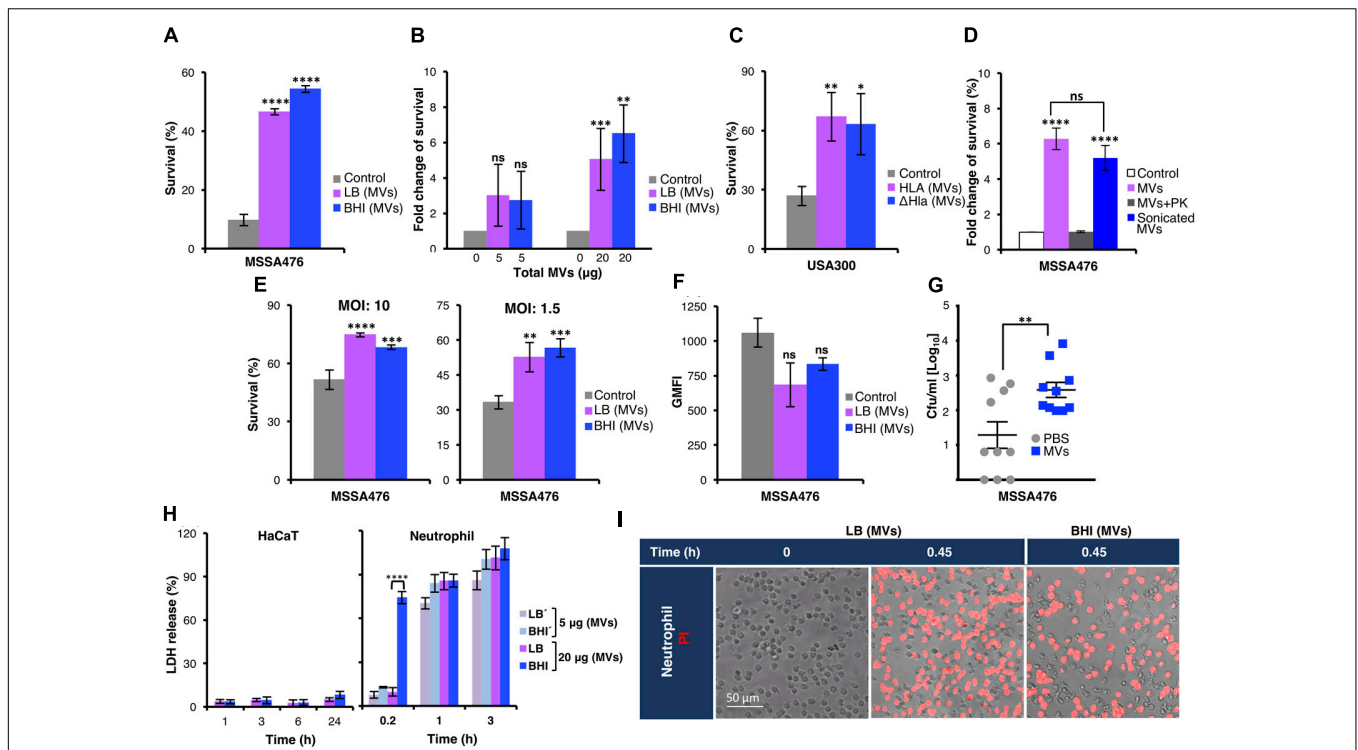 A
Survival (%)
60
40
20
0
****
****
Control
LB (MVs)
BHI (MVs)
MSSA476
B
Fold change of survival
10
8
6
4
2
0
ns
ns
***
**
Control
LB (MVs)
BHI (MVs)
0 5 5 0 20 20
Total MVs (µg)
C
Survival (%)
90
60
30
0
**
*
Control
HLA (MVs)
ΔHla (MVs)
USA300
D
Fold change of survival (%)
10
8
6
4
2
0
ns
****
****
Control
MVs
MVs+PK
Sonicated
MVs
MSSA476
E
MOI: 10
Survival (%)
90
60
30
0
****
***
MSSA476
MOI: 1.5
75
60
45
30
15
0
**
***
Control
LB (MVs)
BHI (MVs)
MSSA476
F
GMFI
1250
1000
750
500
250
0
ns
ns
Control
LB (MVs)
BHI (MVs)
MSSA476
G
Cfu/ml [Log10]
5
4
3
2
1
0
**
PBS
MVs
MSSA476
H
HaCaT
Neutrophil
LDH release (%)
120
90
60
30
0
****
LB´
BHI´
5 µg (MVs)
LB
BHI
20 µg (MVs)
1 3 6 24
0.2 1 3
Time (h)
Time (h)
I
LB (MVs)
BHI (MVs)
Time (h)
0
0.45
0.45
Neutrophil
PI
50 µm